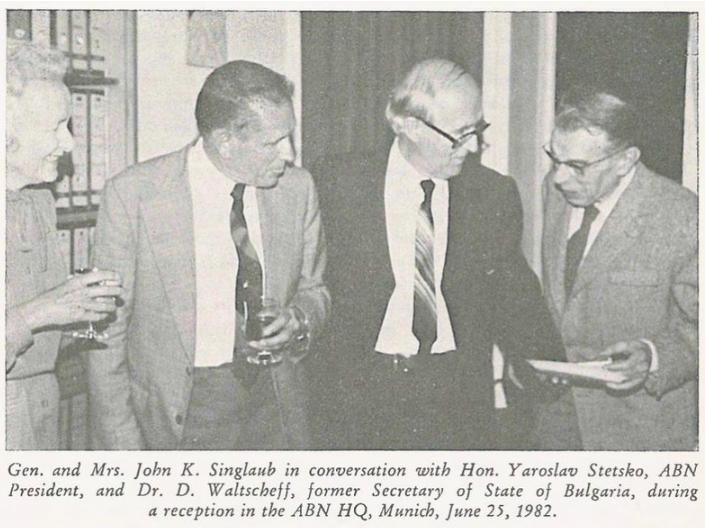 Gen. and Mrs. John K. Singlaub in conversation with Hon. Yaroslav Stetsko, ABN
President, and Dr. D. Waltscheff, former Secretary of State of Bulgaria, during
a reception in the ABN HQ, Munich, June 25, 1982.